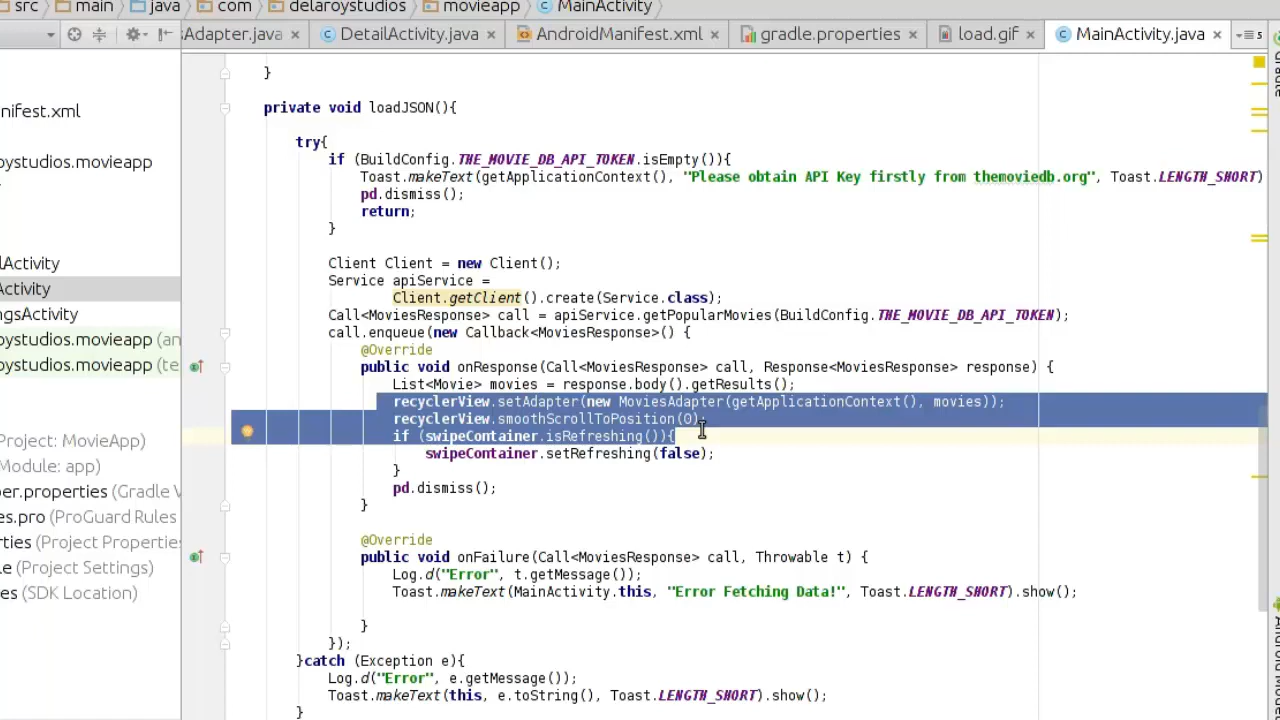 src main java com delaroystudios movieapp MainActivity
Adapter.java DetailActivity.java AndroidManifest.xml gradle.properties load.gif MainActivity.java 5
}
private void loadJSON(){
nifest.xml
try{
if (BuildConfig.THE_MOVIE_DB_API_TOKEN.isEmpty()){
oystudios.movieapp
Toast.makeText(getApplicationContext(), "Please obtain API Key firstly from themoviedb.org", Toast.LENGTH_SHORT)
pd.dismiss();
return;
}
lActivity
Client Client = new Client();
Service apiService =
Activity
Client.getClient().create(Service.class);
ngsActivity
Call<MoviesResponse> call = apiService.getPopularMovies(BuildConfig.THE_MOVIE_DB_API_TOKEN);
call.enqueue(new Callback<MoviesResponse>() {
oystudios.movieapp (an
@Override
oystudios.movieapp (te
public void onResponse(Call<MoviesResponse> call, Response<MoviesResponse> response) {
List<Movie> movies = response.body().getResults();
recyclerView.setAdapter(new MoviesAdapter(getApplicationContext(), movies));
recyclerView.smoothScrollToPosition(0);
if (swipeContainer.isRefreshing()){
(Project: MovieApp)
swipeContainer.setRefreshing(false);
(Module: app)
}
pd.dismiss();
per.properties (Gradle V
}
es.pro (ProGuard Rules
@Override
rties (Project Properties
public void onFailure(Call<MoviesResponse> call, Throwable t) {
e (Project Settings)
Log.d("Error", t.getMessage());
Toast.makeText(MainActivity.this, "Error Fetching Data!", Toast.LENGTH_SHORT).show();
es (SDK Location)
}
});
}catch (Exception e){
Log.d("Error", e.getMessage());
Toast.makeText(this, e.toString(), Toast.LENGTH_SHORT).show();
}